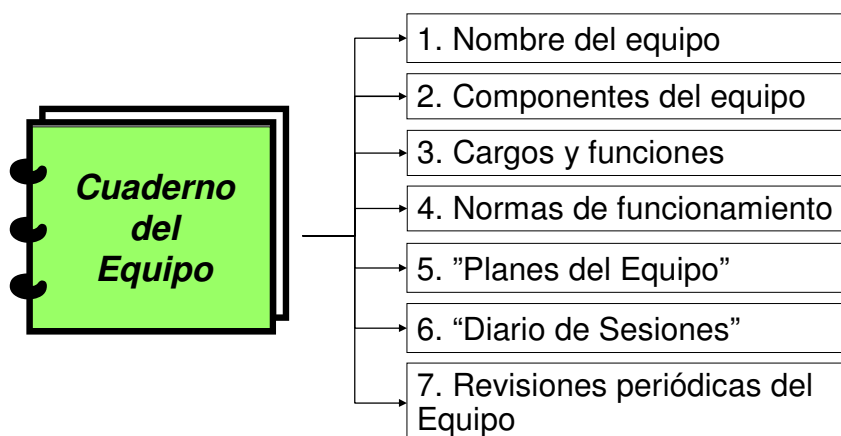 Cuaderno
del
Equipo
1. Nombre del equipo
2. Componentes del equipo
3. Cargos y funciones
4. Normas de funcionamiento
5. ”Planes del Equipo”
6. “Diario de Sesiones”
7. Revisiones periódicas del
Equipo